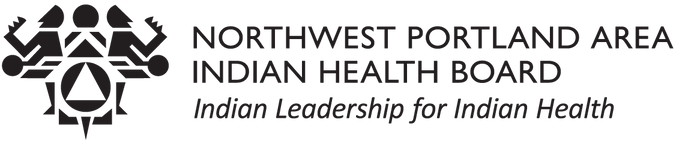 NORTHWEST PORTLAND AREA
INDIAN HEALTH BOARD
Indian Leadership for Indian Health